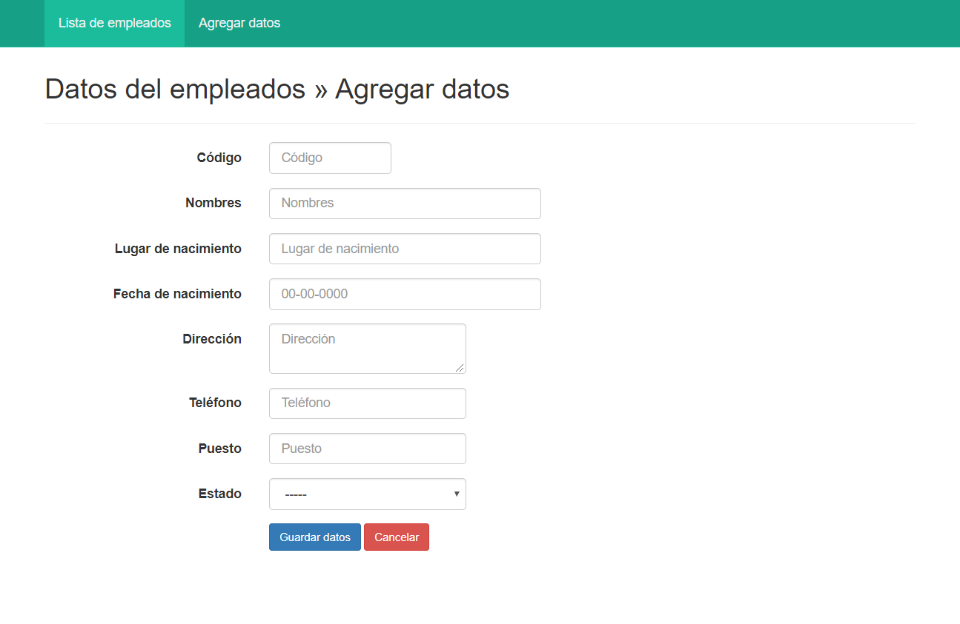 Lista de empleados Agregar datos
Datos del empleados » Agregar datos
Código Código
Nombres Nombres
Lugar de nacimiento Lugar de nacimiento
Fecha de nacimiento 00-00-0000
Dirección Dirección
Teléfono Teléfono
Puesto Puesto
Estado -----
Guardar datos Cancelar